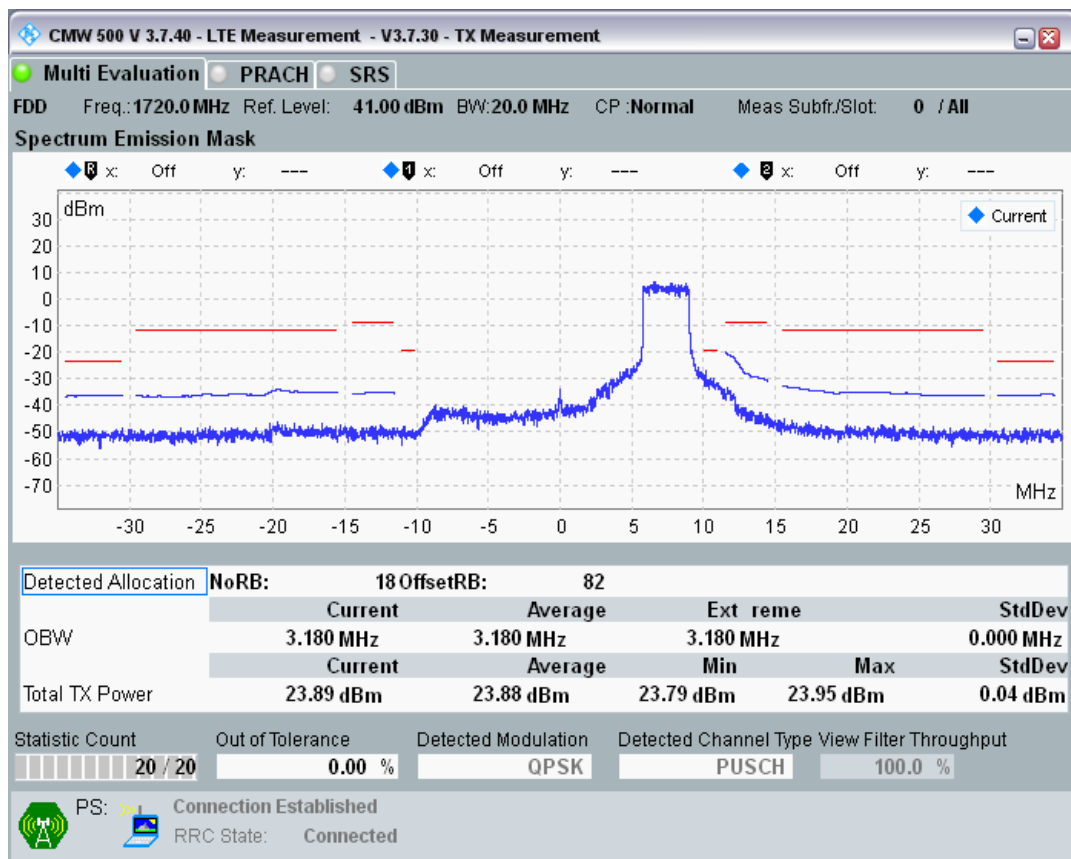 CMW 500 V 3.7.40 - LTE Measurement - V3.7.30 - TX Measurement
Multi Evaluation PRACH SRS
FDD Freq.:1720.0 MHz Ref. Level: 41.00 dBm BW:20.0 MHz CP :Normal Meas Subfr./Slot: 0 / All
Spectrum Emission Mask
R x: Off y: --- 1 x: Off y: --- 2 x: Off y: ---
dBm
Current
30
20
10
0
-10
-20
-30
-40
-50
-60
-70
MHz
-30 -25 -20 -15 -10 -5 0 5 10 15 20 25 30
Detected Allocation NoRB: 18 OffsetRB: 82
Current Average Ext reme StdDev
OBW 3.180 MHz 3.180 MHz 3.180 MHz 0.000 MHz
Current Average Min Max StdDev
Total TX Power 23.89 dBm 23.88 dBm 23.79 dBm 23.95 dBm 0.04 dBm
Statistic Count Out of Tolerance Detected Modulation Detected Channel Type View Filter Throughput
20 / 20 0.00 % QPSK PUSCH 100.0 %
PS: Connection Established
RRC State: Connected